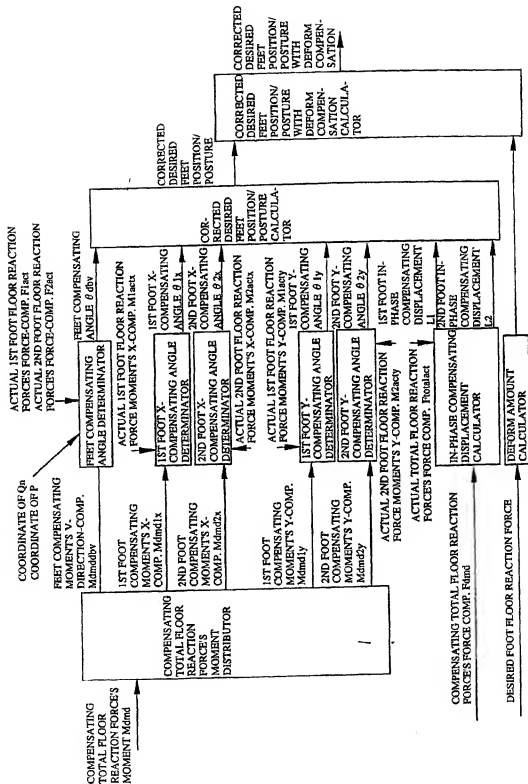 ACTUAL 1ST FOOT FLOOR REACTION
FORCE'S FORCE-COMP. F1act
ACTUAL 2ND FOOT FLOOR REACTION
FORCE'S FORCE-COMP. F2act
COORDINATE OF Qn
COORDINATE OF P
FEET COMPENSATING
MOMENT'S V-
DIRECTION-COMP.
Mdmddbv
FEET COMPENSATING
ANGLE DETERMINATOR
FEET COMPENSATING
ANGLE θdbv
ACTUAL 1ST FOOT FLOOR REACTION
FORCE MOMENT'S X-COMP. M1actx
1ST FOOT
COMPENSATING
MOMENT'S X-
COMP. Mdmd1x
1ST FOOT X-
COMPENSATING ANGLE
DETERMINATOR
1ST FOOT X-
COMPENSATING
ANGLE θ1x
2ND FOOT
COMPENSATING
MOMENT'S X-
COMP. Mdmd2x
2ND FOOT X-
COMPENSATING ANGLE
DETERMINATOR
2ND FOOT X-
COMPENSATING
ANGLE θ2x
ACTUAL 2ND FOOT FLOOR REACTION
FORCE MOMENT'S X-COMP. M2actx
COMPENSATING
TOTAL FLOOR
REACTION FORCE'S
MOMENT Mdmd
COMPENSATING
TOTAL FLOOR
REACTION
FORCE'S
MOMENT
DISTRIBUTOR
ACTUAL 1ST FOOT FLOOR REACTION
FORCE MOMENT'S Y-COMP. M1acty
1ST FOOT
COMPENSATING
MOMENT'S Y-COMP.
Mdmd1y
1ST FOOT Y-
COMPENSATING ANGLE
DETERMINATOR
1ST FOOT Y-
COMPENSATING
ANGLE θ1y
2ND FOOT
COMPENSATING
MOMENT'S Y-COMP.
Mdmd2y
2ND FOOT Y-
COMPENSATING ANGLE
DETERMINATOR
2ND FOOT Y-
COMPENSATING
ANGLE θ2y
ACTUAL 2ND FOOT FLOOR REACTION
FORCE MOMENT'S Y-COMP. M2acty
ACTUAL TOTAL FLOOR REACTION
FORCE'S FORCE COMP. Ftotalact
COMPENSATING TOTAL FLOOR REACTION
FORCE'S FORCE COMP. Fdmd
IN-PHASE COMPENSATING
DISPLACEMENT
CALCULATOR
1ST FOOT IN-
PHASE
COMPENSATING
DISPLACEMENT
L1
2ND FOOT IN-
PHASE
COMPENSATING
DISPLACEMENT
L2
DESIRED FOOT FLOOR REACTION FORCE
DEFORM AMOUNT
CALCULATOR
COR-
RECTED
DESIRED
FEET
POSITION/
POSTURE
CALCULA-
TOR
CORRECTED
DESIRED
FEET
POSITION/
POSTURE
CORRECTED
DESIRED
FEET
POSITION/
POSTURE
WITH
DEFORM
COMPEN-
SATION
CALCULA-
TOR
CORRECTED
DESIRED
FEET
POSITION/
POSTURE
WITH
DEFORM
COMPEN-
SATION